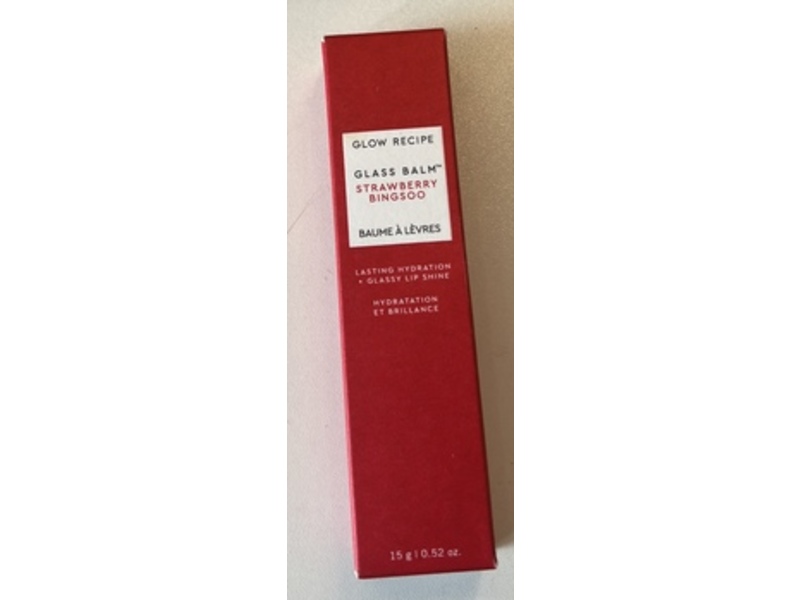 GLOW RECIPE
GLASS BALM™
STRAWBERRY
BINGSOO
BAUME À LÈVRES
LASTING HYDRATION
+ GLASSY LIP SHINE
HYDRATATION
ET BRILLANCE
15 g | 0.52 oz.